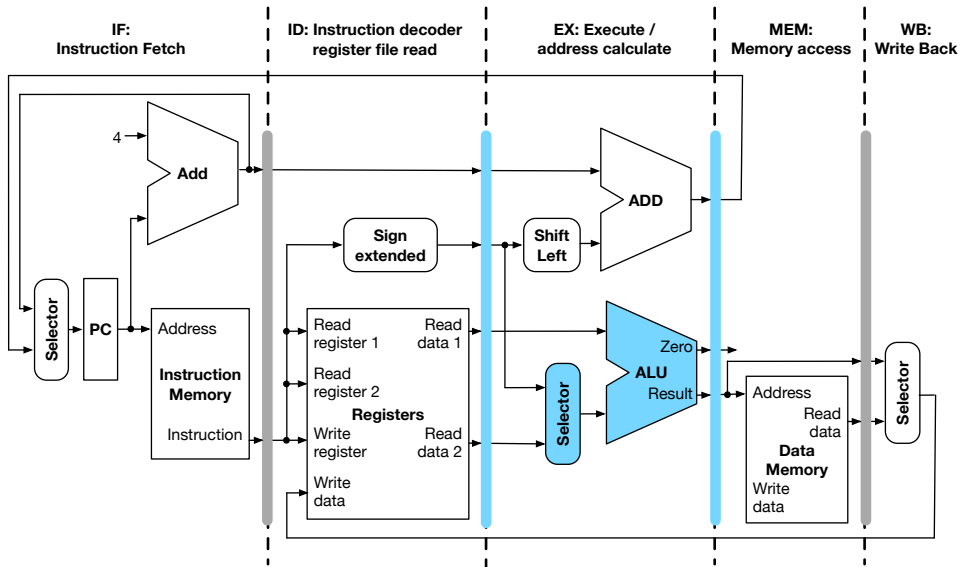 IF:
Instruction Fetch
ID: Instruction decoder
register file read
EX: Execute /
address calculate
MEM:
Memory access
WB:
Write Back
4
Add
ADD
Sign
extended
Shift
Left
Selector
PC
Address
Instruction
Memory
Instruction
Read
register 1
Read
data 1
Read
register 2
Registers
Write
register
Read
data 2
Write
data
Selector
Zero
ALU
Result
Address
Read
data
Data
Memory
Write
data
Selector